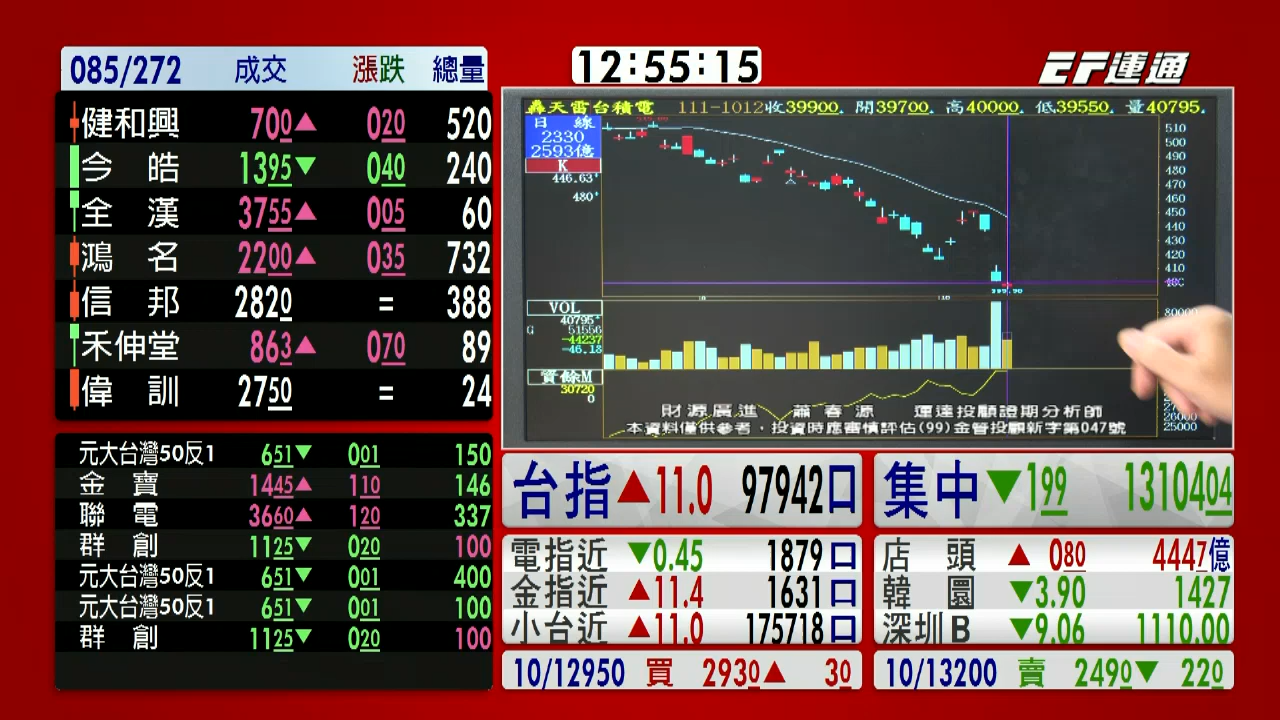 085/272 成交 漲跌 總量
健和興 700▲ 020 520
今皓 1395▼ 040 240
全漢 3755▲ 005 60
鴻名 2200▲ 035 732
信邦 2820 = 388
禾伸堂 863▲ 070 89
偉訓 2750 = 24
元大台灣50反1 651▼ 001 150
金寶 1445▲ 110 146
聯電 3660▲ 120 337
群創 1125▼ 020 100
元大台灣50反1 651▼ 001 400
元大台灣50反1 651▼ 001 100
群創 1125▼ 020 100
12:55:15
EF運通
轟天雷台積電 111-1012收39900. 開39700. 高40000. 低39550. 量40795.
日線
2330
2593億
K
446.63↑
480↑
510
500
490
480
470
460
450
440
430
420
410
399.90
VOL
40795↑
G 51556
-44237
-46.13
80000
資餘M
30720
0
26000
25000
財源廣進 蕭春源 運達投顧證期分析師
本資料僅供參考，投資時應審慎評估(99)金管投顧新字第047號
台指▲11.0 97942口
電指近▼0.45 1879口
金指近▲11.4 1631口
小台近▲11.0 175718口
10/12950 買 2930▲ 30
集中▼199 1310404
店頭▲080 4447億
韓圜▼3.90 1427
深圳B▼9.06 1110.00
10/13200 賣 2490▼ 220